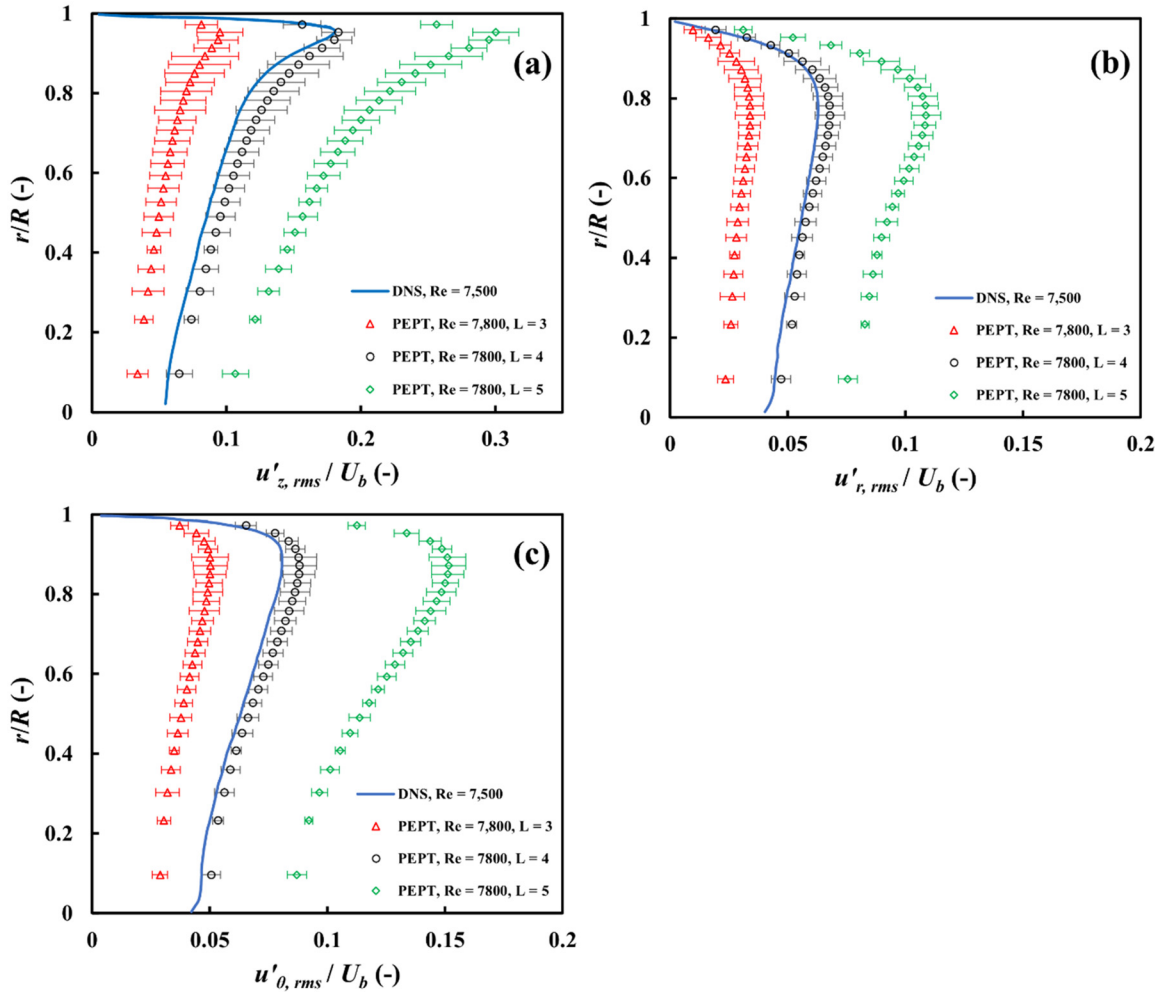 (a)
1
0.8
0.6
0.4
0.2
0
r/R (-)
DNS, Re = 7,500
PEPT, Re = 7,800, L = 3
PEPT, Re = 7800, L = 4
PEPT, Re = 7800, L = 5
0 0.1 0.2 0.3
u'z, rms / Ub (-)
(b)
1
0.8
0.6
0.4
0.2
0
r/R (-)
DNS, Re = 7,500
PEPT, Re = 7,800, L = 3
PEPT, Re = 7800, L = 4
PEPT, Re = 7800, L = 5
0 0.05 0.1 0.15 0.2
u'r, rms / Ub (-)
(c)
1
0.8
0.6
0.4
0.2
0
r/R (-)
DNS, Re = 7,500
PEPT, Re = 7,800, L = 3
PEPT, Re = 7800, L = 4
PEPT, Re = 7800, L = 5
0 0.05 0.1 0.15 0.2
u'0, rms / Ub (-)